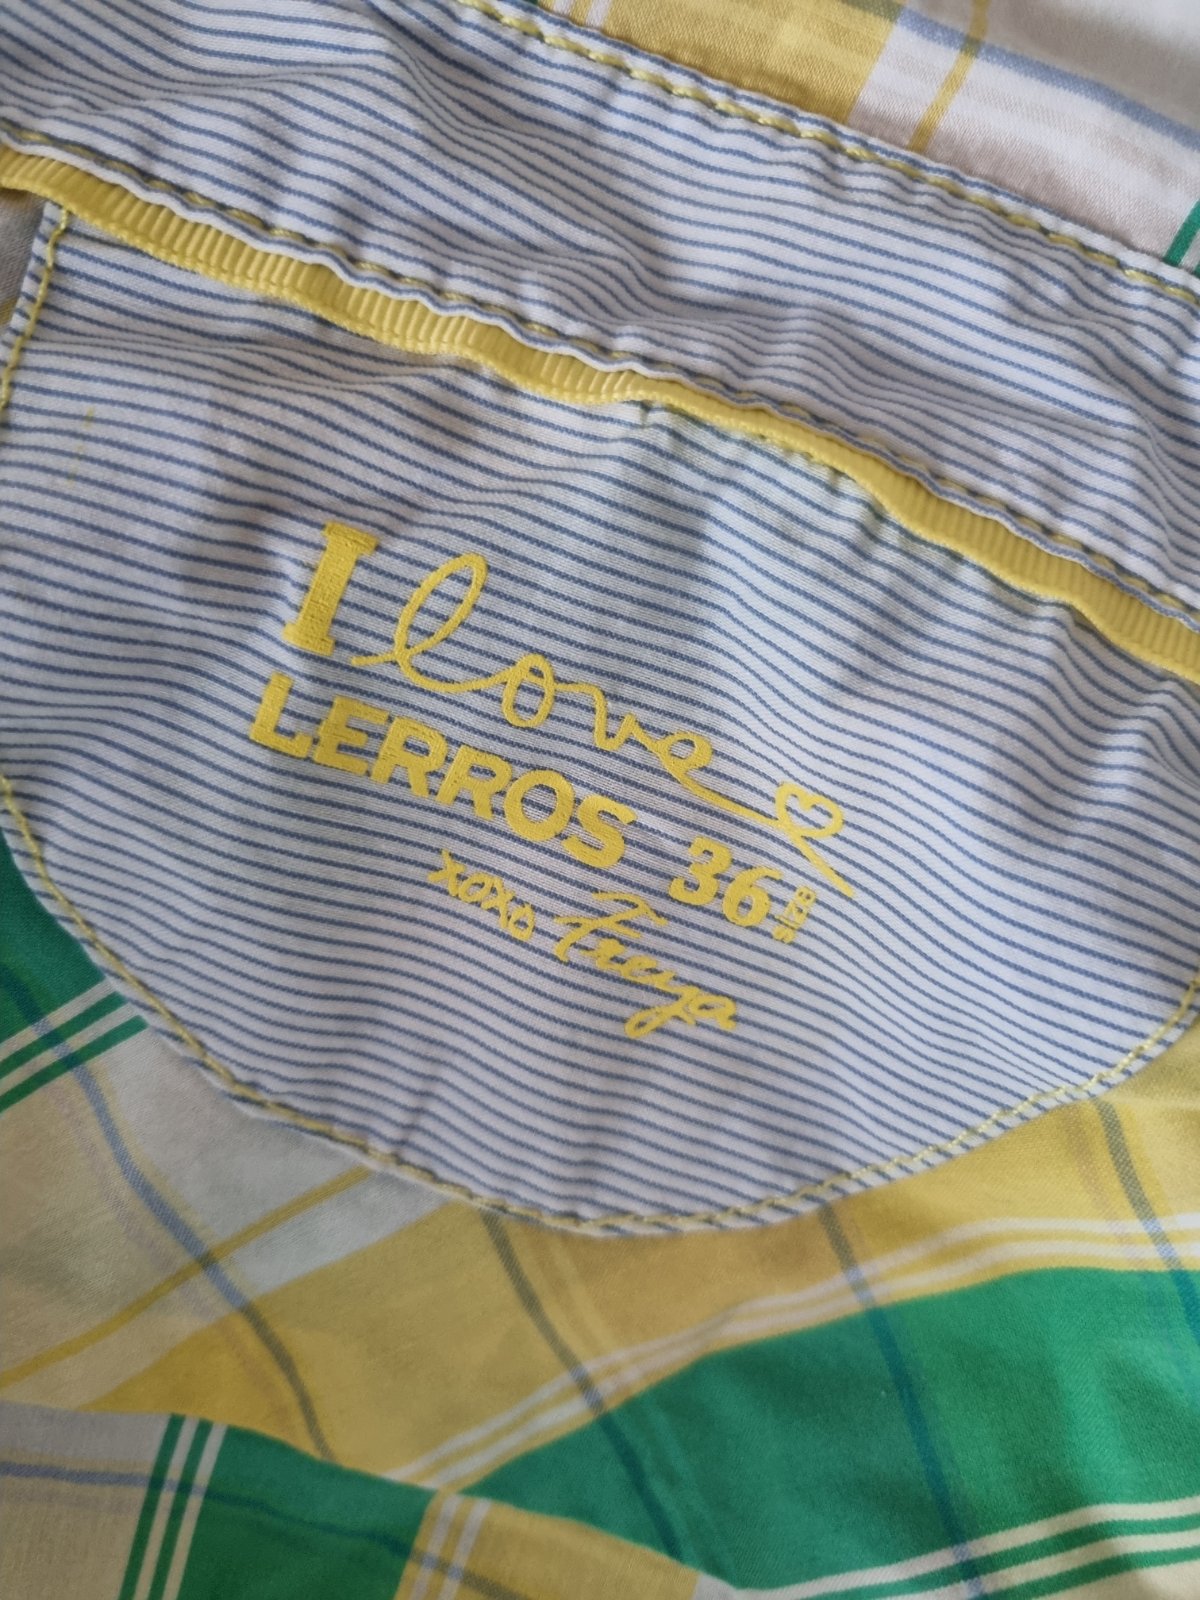 I love
LERROS 36 size
xoxo Freya